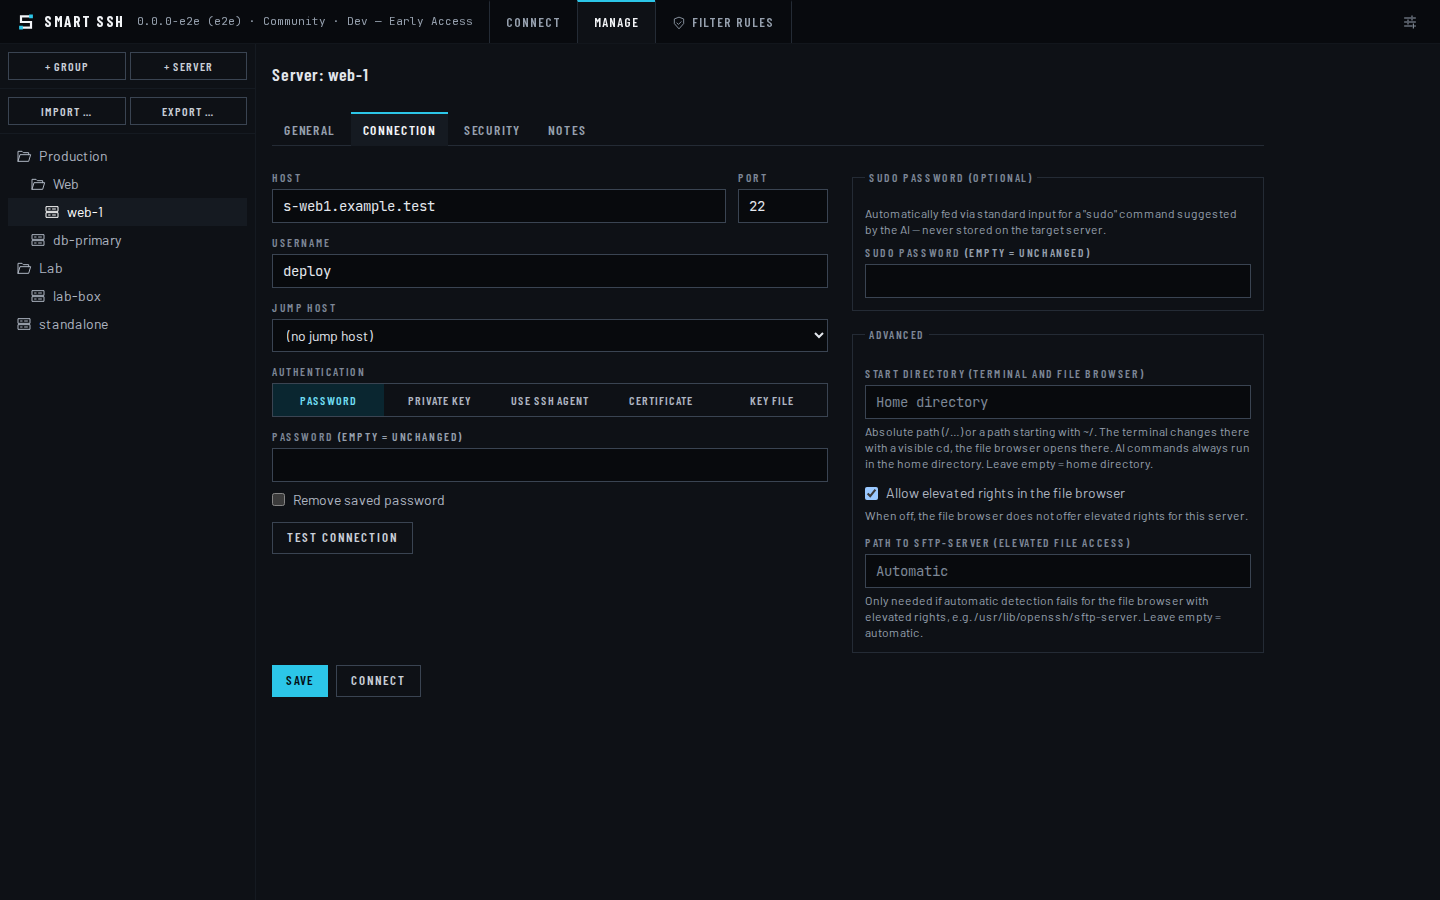 SMART SSH 0.0.0-e2e (e2e) · Community · Dev — Early Access CONNECT MANAGE FILTER RULES
+ GROUP + SERVER
IMPORT ... EXPORT ...
Production
Web
web-1
db-primary
Lab
lab-box
standalone
Server: web-1
GENERAL CONNECTION SECURITY NOTES
HOST PORT
s-web1.example.test 22
USERNAME
deploy
JUMP HOST
(no jump host)
AUTHENTICATION
PASSWORD PRIVATE KEY USE SSH AGENT CERTIFICATE KEY FILE
PASSWORD (EMPTY = UNCHANGED)
Remove saved password
TEST CONNECTION
SUDO PASSWORD (OPTIONAL)
Automatically fed via standard input for a "sudo" command suggested
by the AI — never stored on the target server.
SUDO PASSWORD (EMPTY = UNCHANGED)
ADVANCED
START DIRECTORY (TERMINAL AND FILE BROWSER)
Home directory
Absolute path (/...) or a path starting with ~/. The terminal changes there
with a visible cd, the file browser opens there. AI commands always run
in the home directory. Leave empty = home directory.
Allow elevated rights in the file browser
When off, the file browser does not offer elevated rights for this server.
PATH TO SFTP-SERVER (ELEVATED FILE ACCESS)
Automatic
Only needed if automatic detection fails for the file browser with
elevated rights, e.g. /usr/lib/openssh/sftp-server. Leave empty =
automatic.
SAVE CONNECT